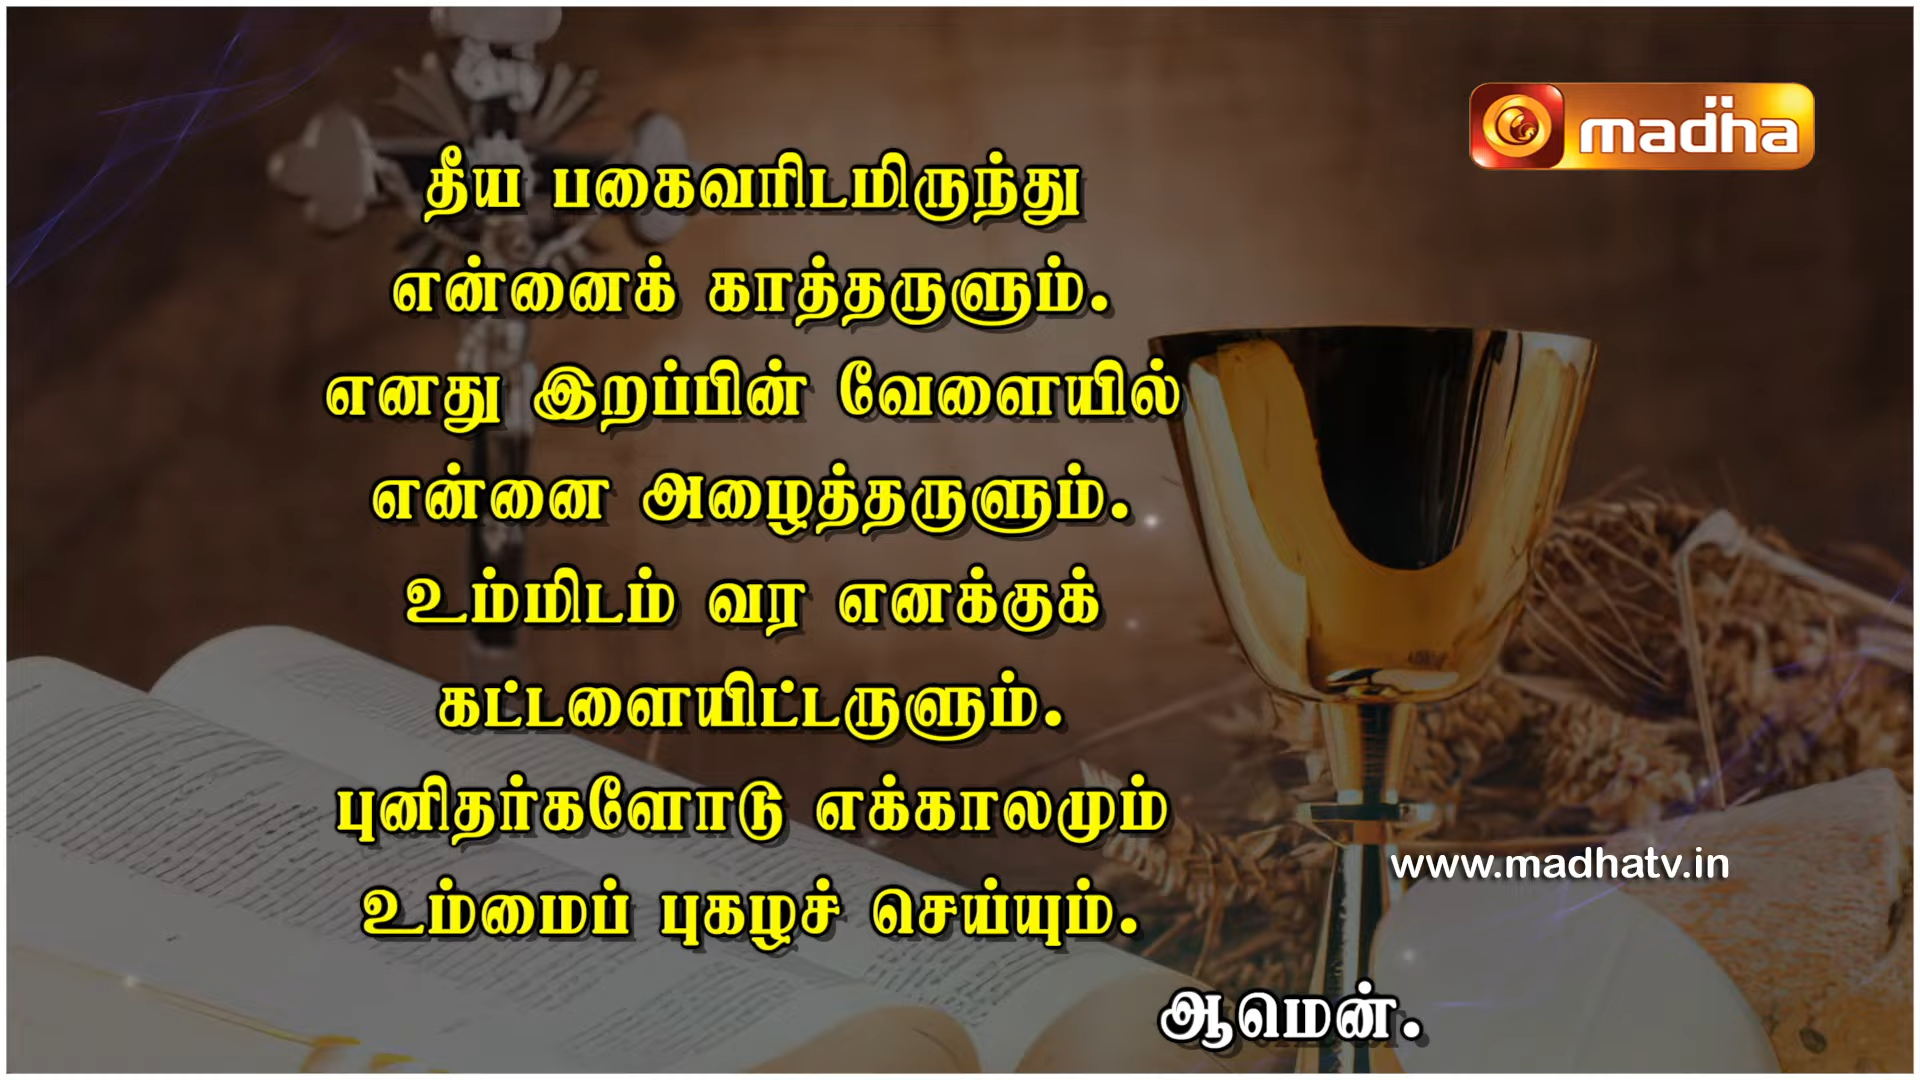 madha
தீய பகைவரிடமிருந்து
என்னைக் காத்தருளும்.
எனது இறப்பின் வேளையில்
என்னை அழைத்தருளும்.
உம்மிடம் வர எனக்குக்
கட்டளையிட்டருளும்.
புனிதர்களோடு எக்காலமும்
www.madhatv.in
உம்மைப் புகழச் செய்யும்.
ஆமென்.